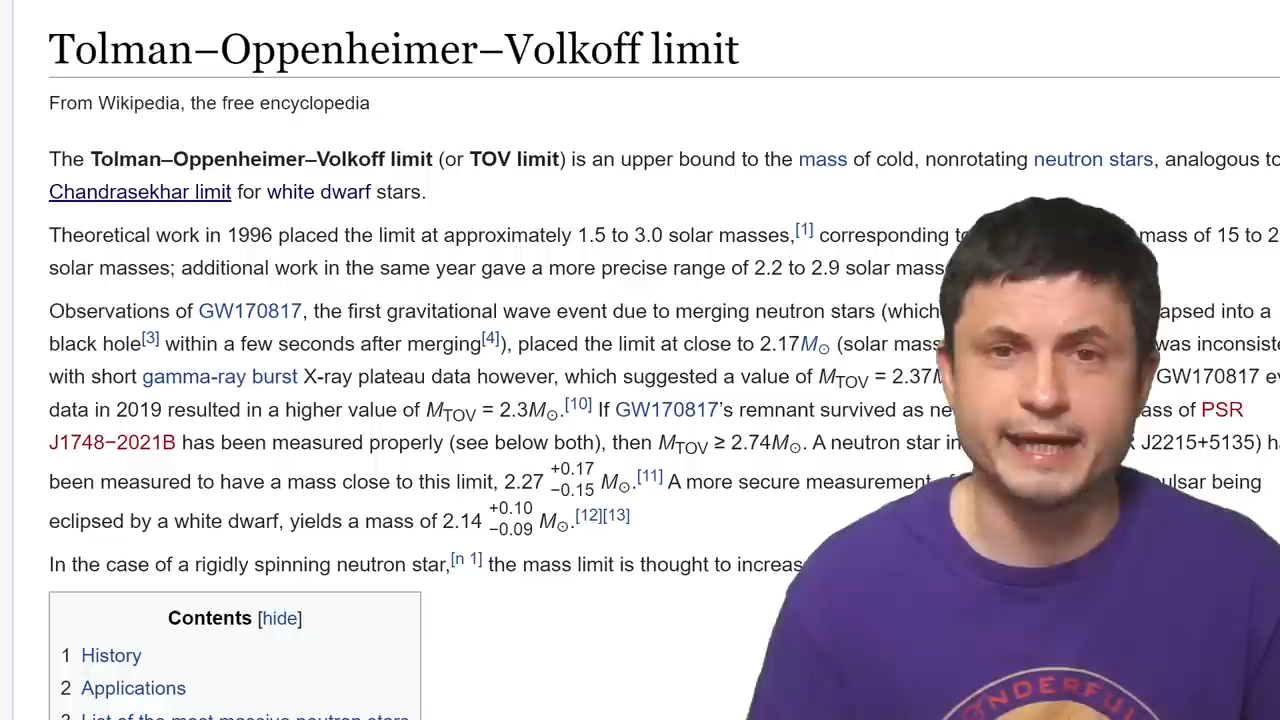 Tolman–Oppenheimer–Volkoff limit
From Wikipedia, the free encyclopedia
The Tolman–Oppenheimer–Volkoff limit (or TOV limit) is an upper bound to the mass of cold, nonrotating neutron stars, analogous to
Chandrasekhar limit for white dwarf stars.
Theoretical work in 1996 placed the limit at approximately 1.5 to 3.0 solar masses,[1] corresponding mass of 15 to
solar masses; additional work in the same year gave a more precise range of 2.2 to 2.9 solar
Observations of GW170817, the first gravitational wave event due to merging neutron stars (which into a
black hole[3] within a few seconds after merging[4]), placed the limit at close to 2.17M☉ (solar was
with short gamma-ray burst X-ray plateau data however, which suggested a value of MTOV = 2.37 GW170817
data in 2019 resulted in a higher value of MTOV = 2.3M☉.[10] If GW170817's remnant survived as of PSR
J1748−2021B has been measured properly (see below both), then MTOV ≥ 2.74M☉. A neutron star J2215+5135)
been measured to have a mass close to this limit, 2.27 +0.17 −0.15 M☉.[11] A more secure measurement being
eclipsed by a white dwarf, yields a mass of 2.14 +0.10 −0.09 M☉.[12][13]
In the case of a rigidly spinning neutron star,[n 1] the mass limit is thought to
Contents [hide]
1 History
2 Applications
3 List of the most massive neutron stars